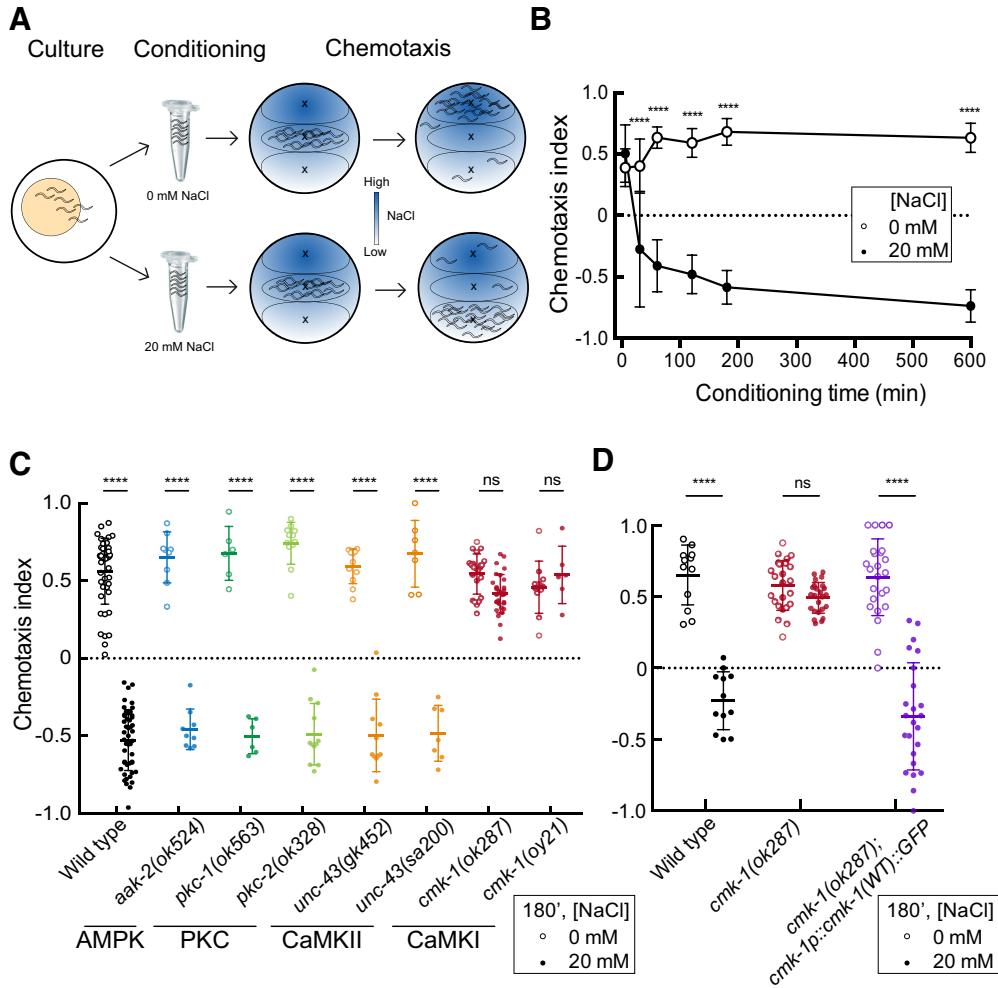 A
Culture
Conditioning
Chemotaxis
x
x
x
x
0 mM NaCl
High
NaCl
Low
x
x
x
x
20 mM NaCl
B
Chemotaxis index
1.0
0.5
0
-0.5
-1.0
**** **** **** **** ****
[NaCl]
0 mM
20 mM
0 100 200 300 400 500 600
Conditioning time (min)
C
Chemotaxis index
1.0
0.5
0
-0.5
-1.0
**** **** **** **** **** **** ns ns
Wild type
aak-2(ok524)
pkc-1(ok563)
pkc-2(ok328)
unc-43(gk452)
unc-43(sa200)
cmk-1(ok287)
cmk-1(oy21)
AMPK PKC CaMKII CaMKI
180', [NaCl]
0 mM
20 mM
D
1.0
0.5
0
-0.5
-1.0
**** ns ****
Wild type
cmk-1(ok287)
cmk-1(ok287);
cmk-1p::cmk-1(WT)::GFP
180', [NaCl]
0 mM
20 mM